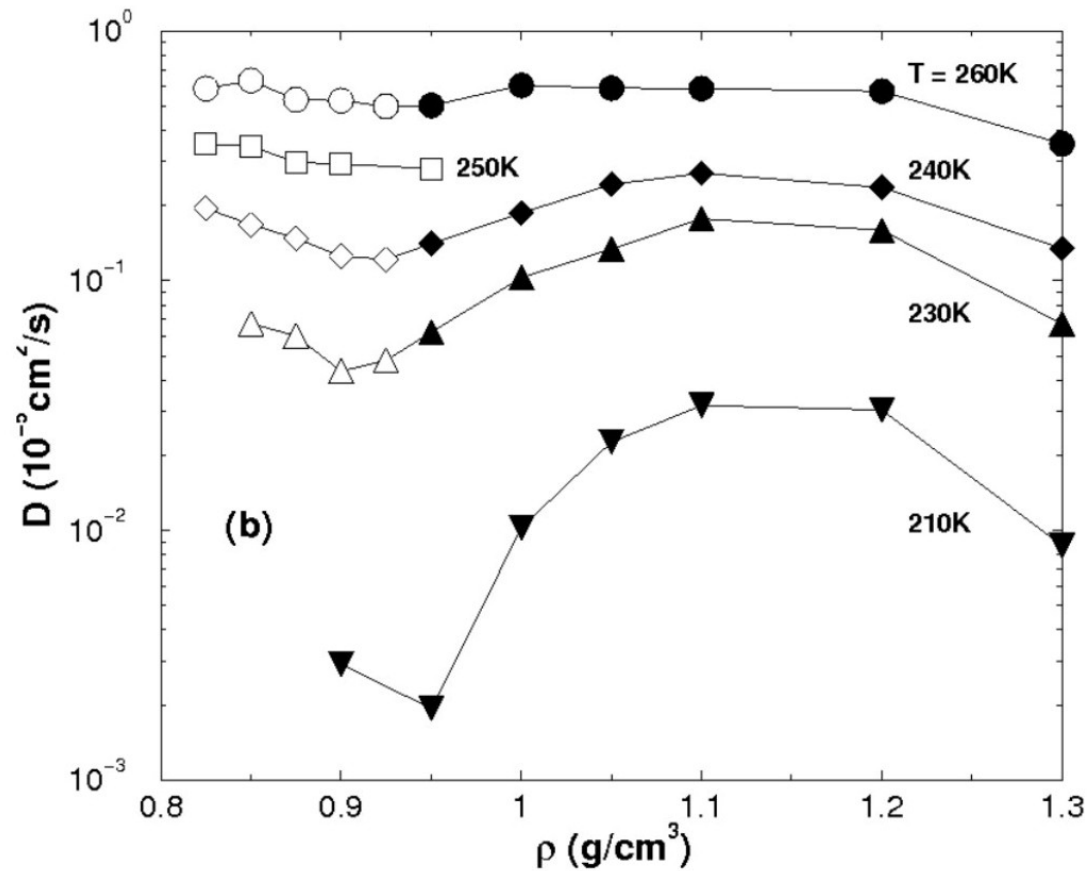 10⁰
T = 260K
250K
240K
10⁻¹
230K
D (10⁻⁵cm²/s)
(b)
10⁻²
210K
10⁻³
0.8 0.9 1 1.1 1.2 1.3
ρ (g/cm³)